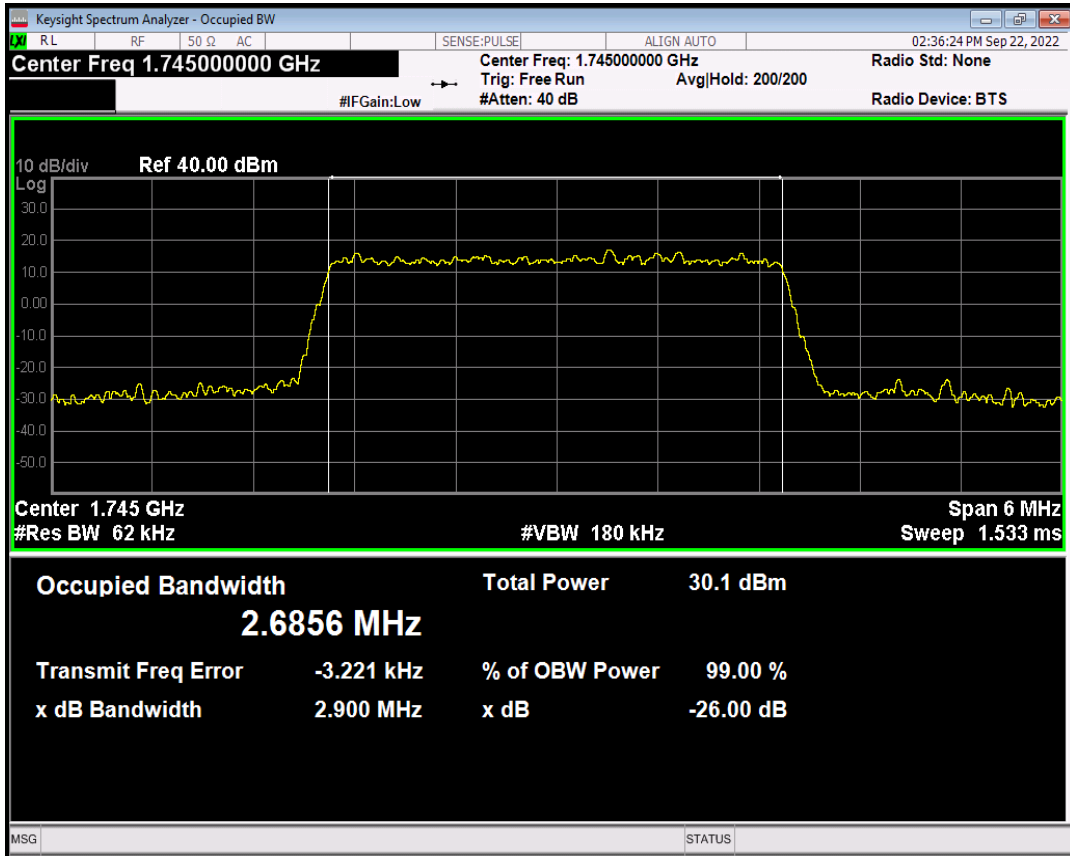 Keysight Spectrum Analyzer - Occupied BW
LXI RL RF 50 Ω AC SENSE:PULSE ALIGN AUTO 02:36:24 PM Sep 22, 2022
Center Freq 1.745000000 GHz Center Freq: 1.745000000 GHz Radio Std: None
Trig: Free Run Avg|Hold: 200/200
#IFGain:Low #Atten: 40 dB Radio Device: BTS
10 dB/div Ref 40.00 dBm
Log
30.0
20.0
10.0
0.00
-10.0
-20.0
-30.0
-40.0
-50.0
Center 1.745 GHz Span 6 MHz
#Res BW 62 kHz #VBW 180 kHz Sweep 1.533 ms
Occupied Bandwidth Total Power 30.1 dBm
2.6856 MHz
Transmit Freq Error -3.221 kHz % of OBW Power 99.00 %
x dB Bandwidth 2.900 MHz x dB -26.00 dB
MSG STATUS